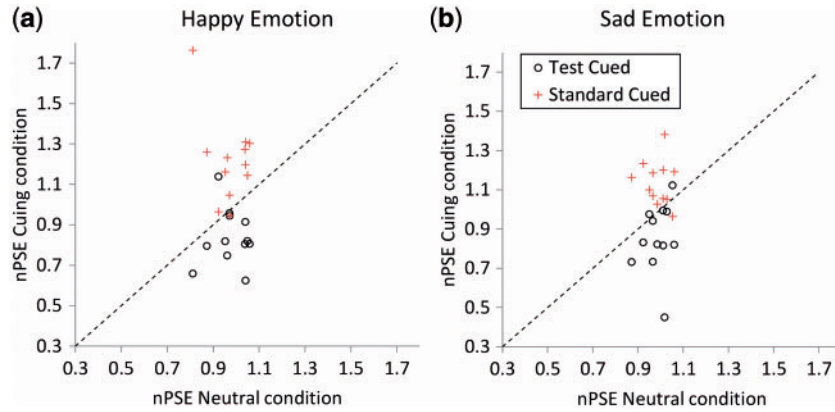 (a) Happy Emotion
nPSE Cuing condition
1.7
1.5
1.3
1.1
0.9
0.7
0.5
0.3
0.3 0.5 0.7 0.9 1.1 1.3 1.5 1.7
nPSE Neutral condition
(b) Sad Emotion
Test Cued
Standard Cued
nPSE Cuing condition
1.7
1.5
1.3
1.1
0.9
0.7
0.5
0.3
0.3 0.5 0.7 0.9 1.1 1.3 1.5 1.7
nPSE Neutral condition